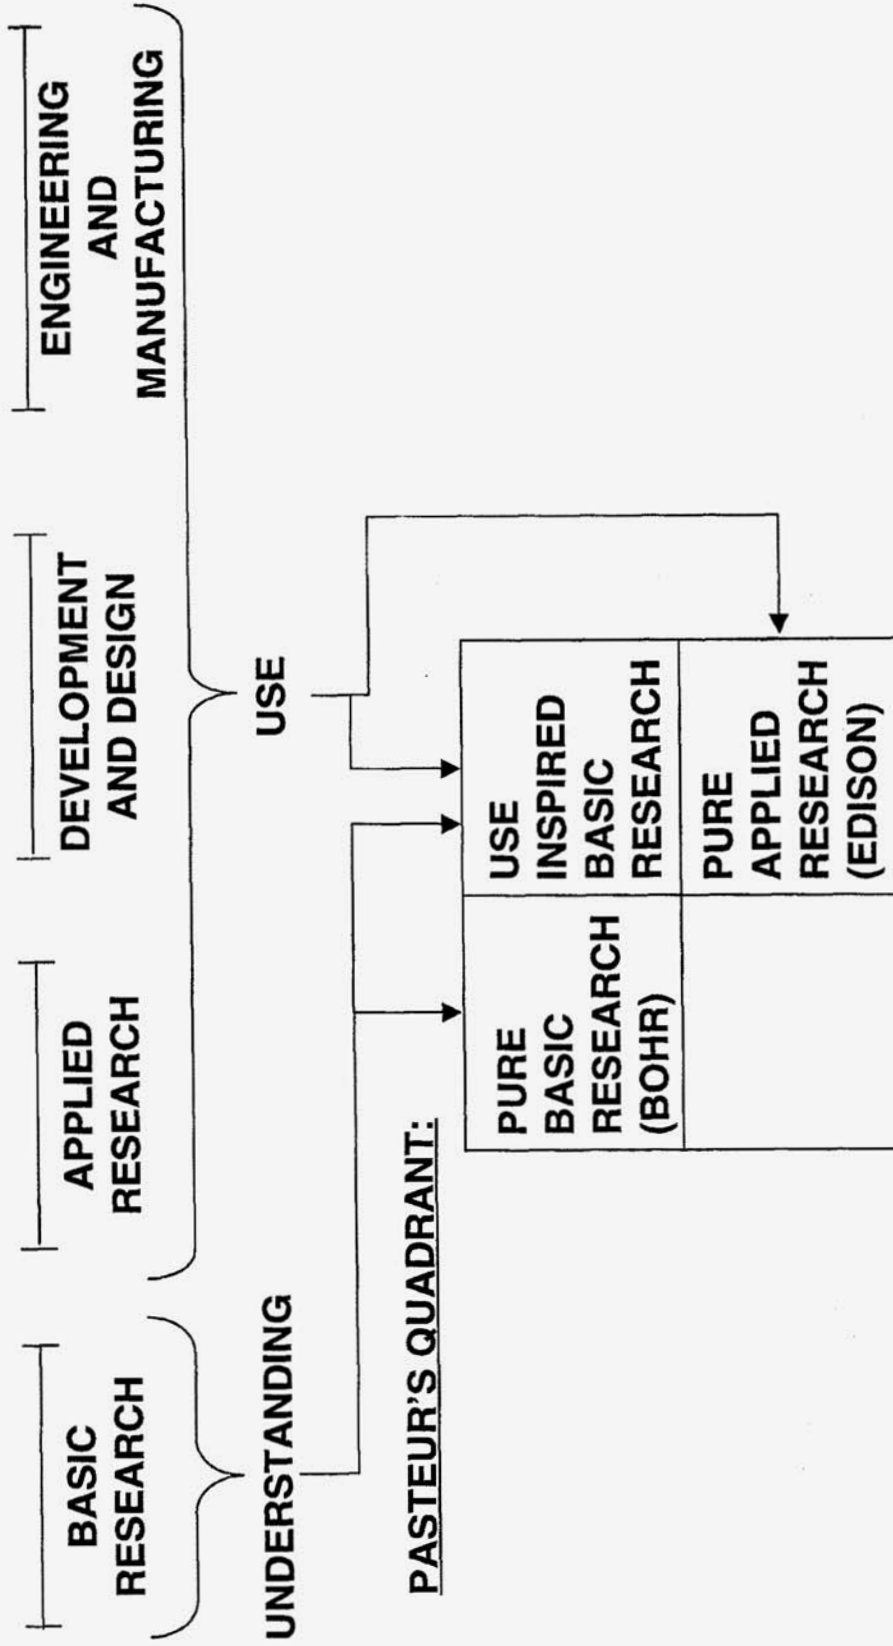 BASIC
RESEARCH
APPLIED
RESEARCH
DEVELOPMENT
AND DESIGN
ENGINEERING
AND
MANUFACTURING
UNDERSTANDING
USE
PASTEUR'S QUADRANT:
PURE
BASIC
RESEARCH
(BOHR)
USE
INSPIRED
BASIC
RESEARCH
PURE
APPLIED
RESEARCH
(EDISON)